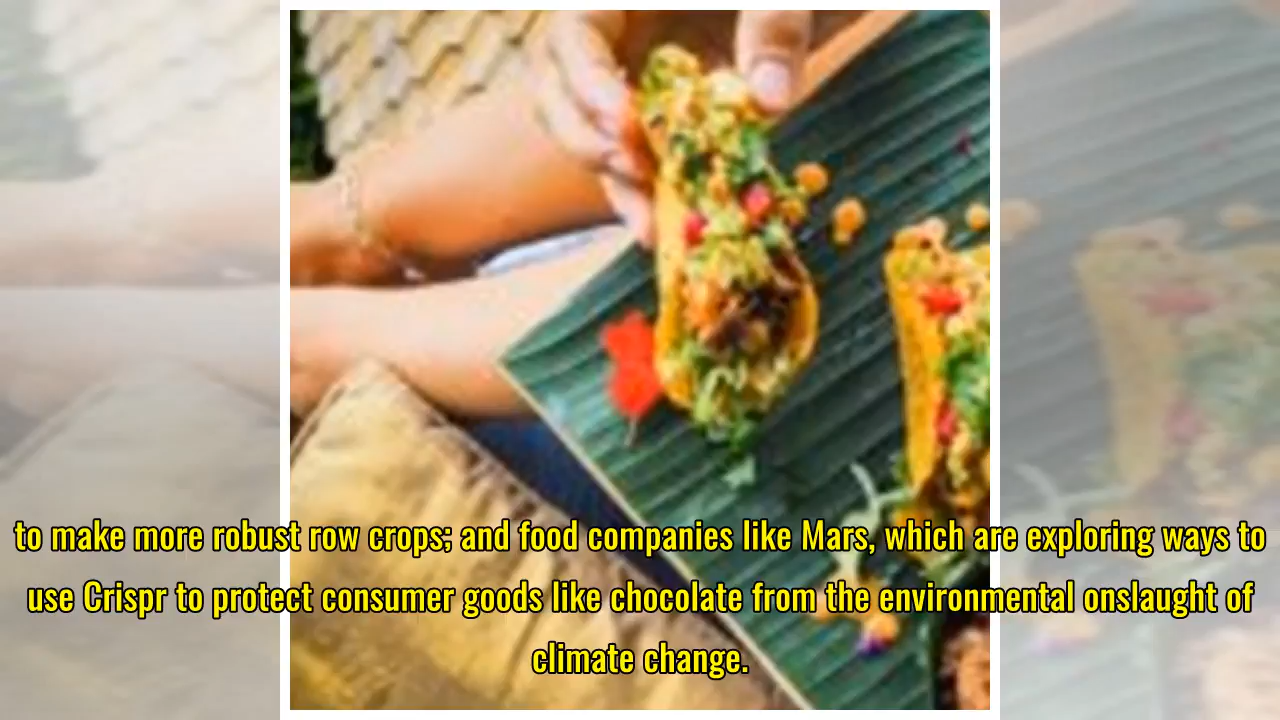 to make more robust row crops; and food companies like Mars, which are exploring ways to
use Crispr to protect consumer goods like chocolate from the environmental onslaught of
climate change.